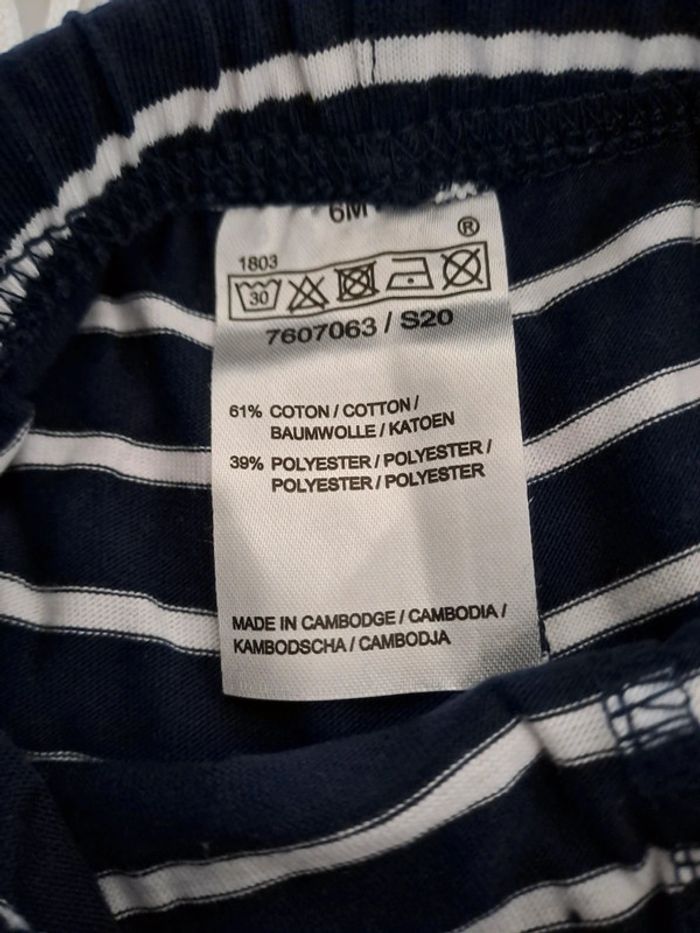 6M
®
1803
30
7607063 / S20
61% COTON / COTTON /
BAUMWOLLE / KATOEN
39% POLYESTER / POLYESTER /
POLYESTER / POLYESTER
MADE IN CAMBODGE / CAMBODIA /
KAMBODSCHA / CAMBODJA